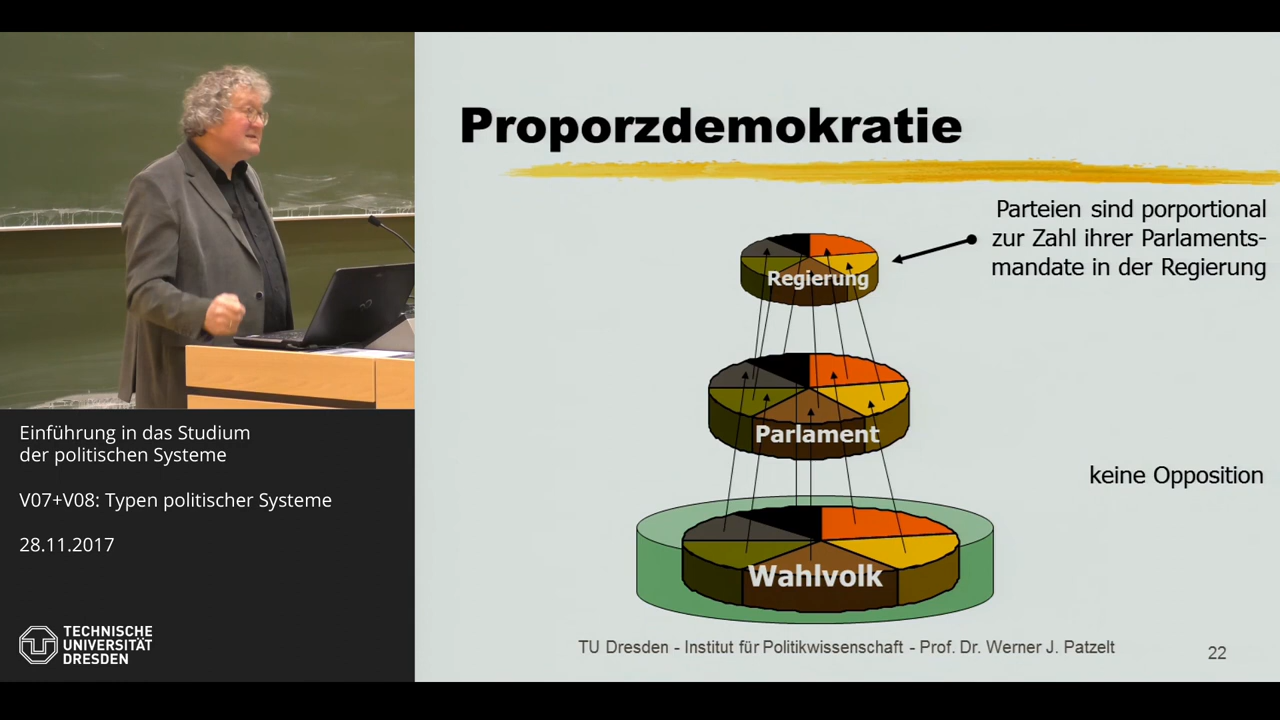 Proporzdemokratie
Parteien sind porportional
zur Zahl ihrer Parlaments-
mandate in der Regierung
Regierung
Parlament
keine Opposition
Wahlvolk
TU Dresden - Institut für Politikwissenschaft - Prof. Dr. Werner J. Patzelt
22
Einführung in das Studium
der politischen Systeme
V07+V08: Typen politischer Systeme
28.11.2017
TECHNISCHE
UNIVERSITÄT
DRESDEN